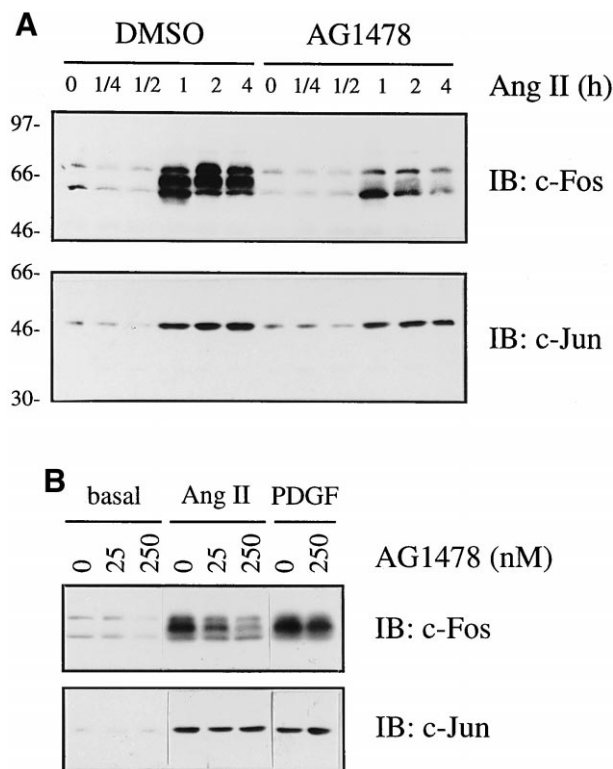 A
DMSO AG1478
0 1/4 1/2 1 2 4 0 1/4 1/2 1 2 4 Ang II (h)
97-
66- IB: c-Fos
46-
66-
46- IB: c-Jun
30-
B
basal Ang II PDGF
0 25 250 0 25 250 0 250 AG1478 (nM)
IB: c-Fos
IB: c-Jun